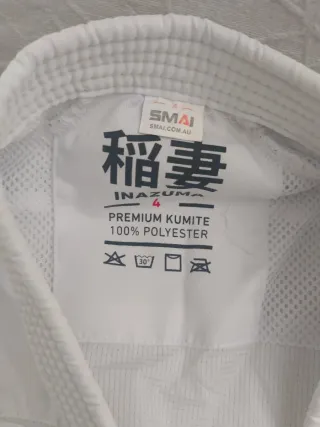 SMAI
SMAI.COM.AU
稲妻
INAZUMA
4
PREMIUM KUMITE
100% POLYESTER
30°